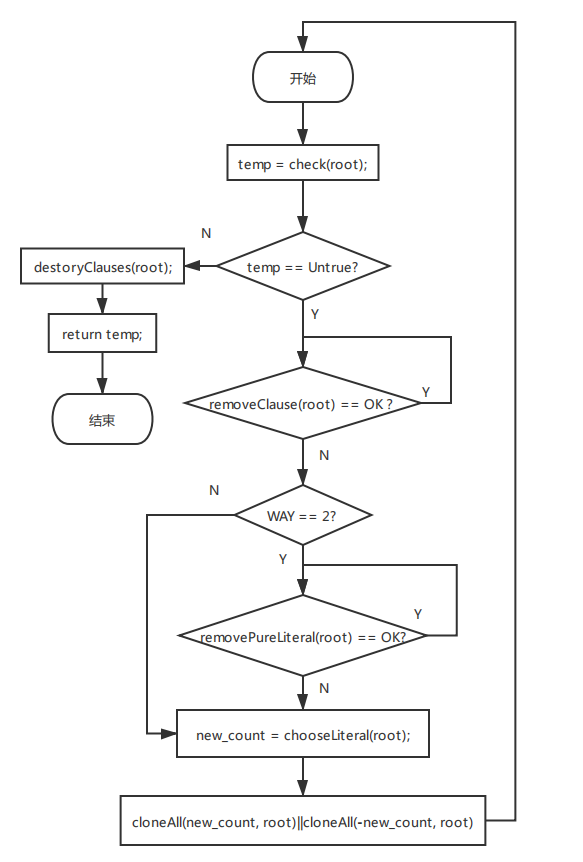 开始
temp = check(root);
N
temp == Untrue?
destoryClauses(root);
Y
return temp;
Y
removeClause(root) == OK ?
结束
N
N
WAY == 2?
Y
Y
removePureLiteral(root) == OK?
N
new_count = chooseLiteral(root);
cloneAll(new_count, root)||cloneAll(-new_count, root)